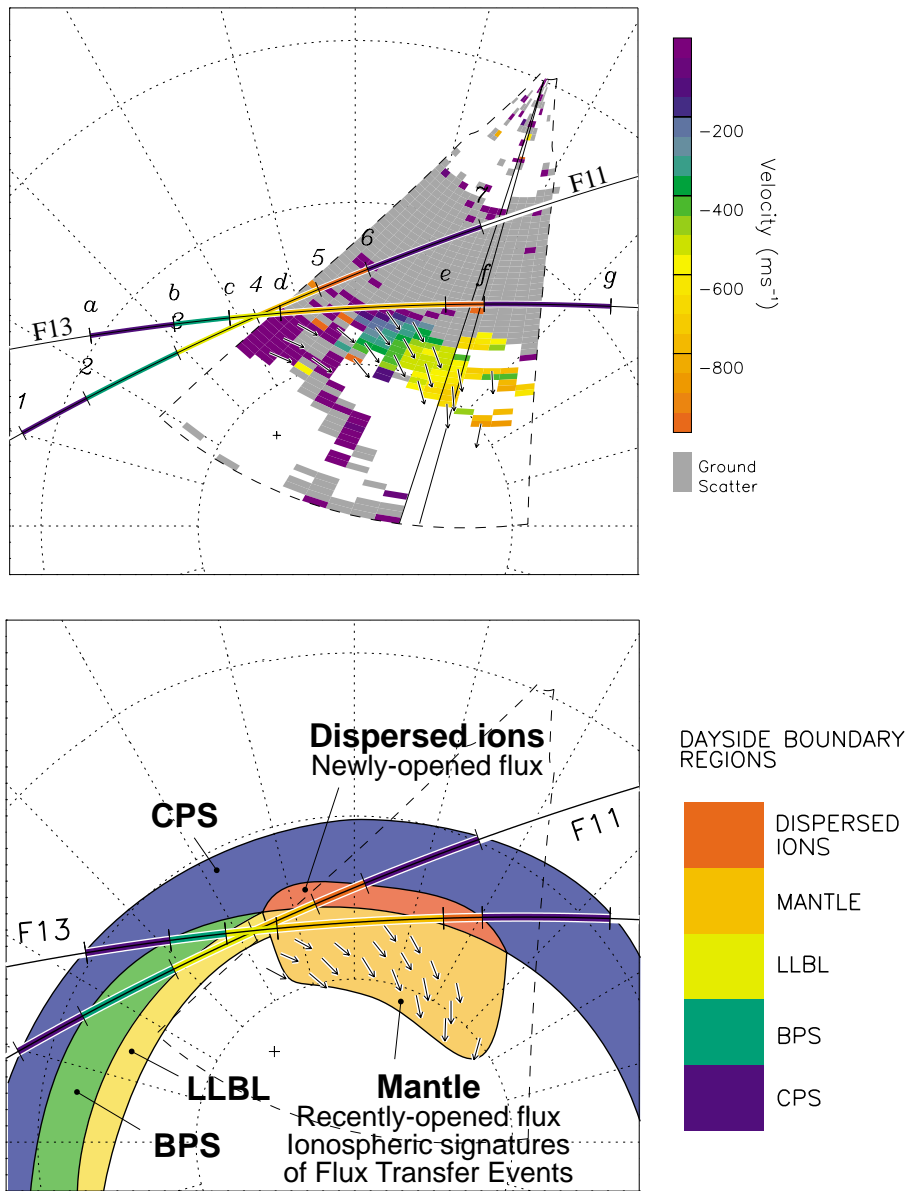 F11
7
6
5
4
d
e
f
g
a
b
c
3
F13
2
1
-200
-400
-600
-800
Velocity (ms⁻¹)
Ground
Scatter
Dispersed ions
Newly-opened flux
CPS
F11
F13
LLBL
BPS
Mantle
Recently-opened flux
Ionospheric signatures
of Flux Transfer Events
DAYSIDE BOUNDARY
REGIONS
DISPERSED
IONS
MANTLE
LLBL
BPS
CPS